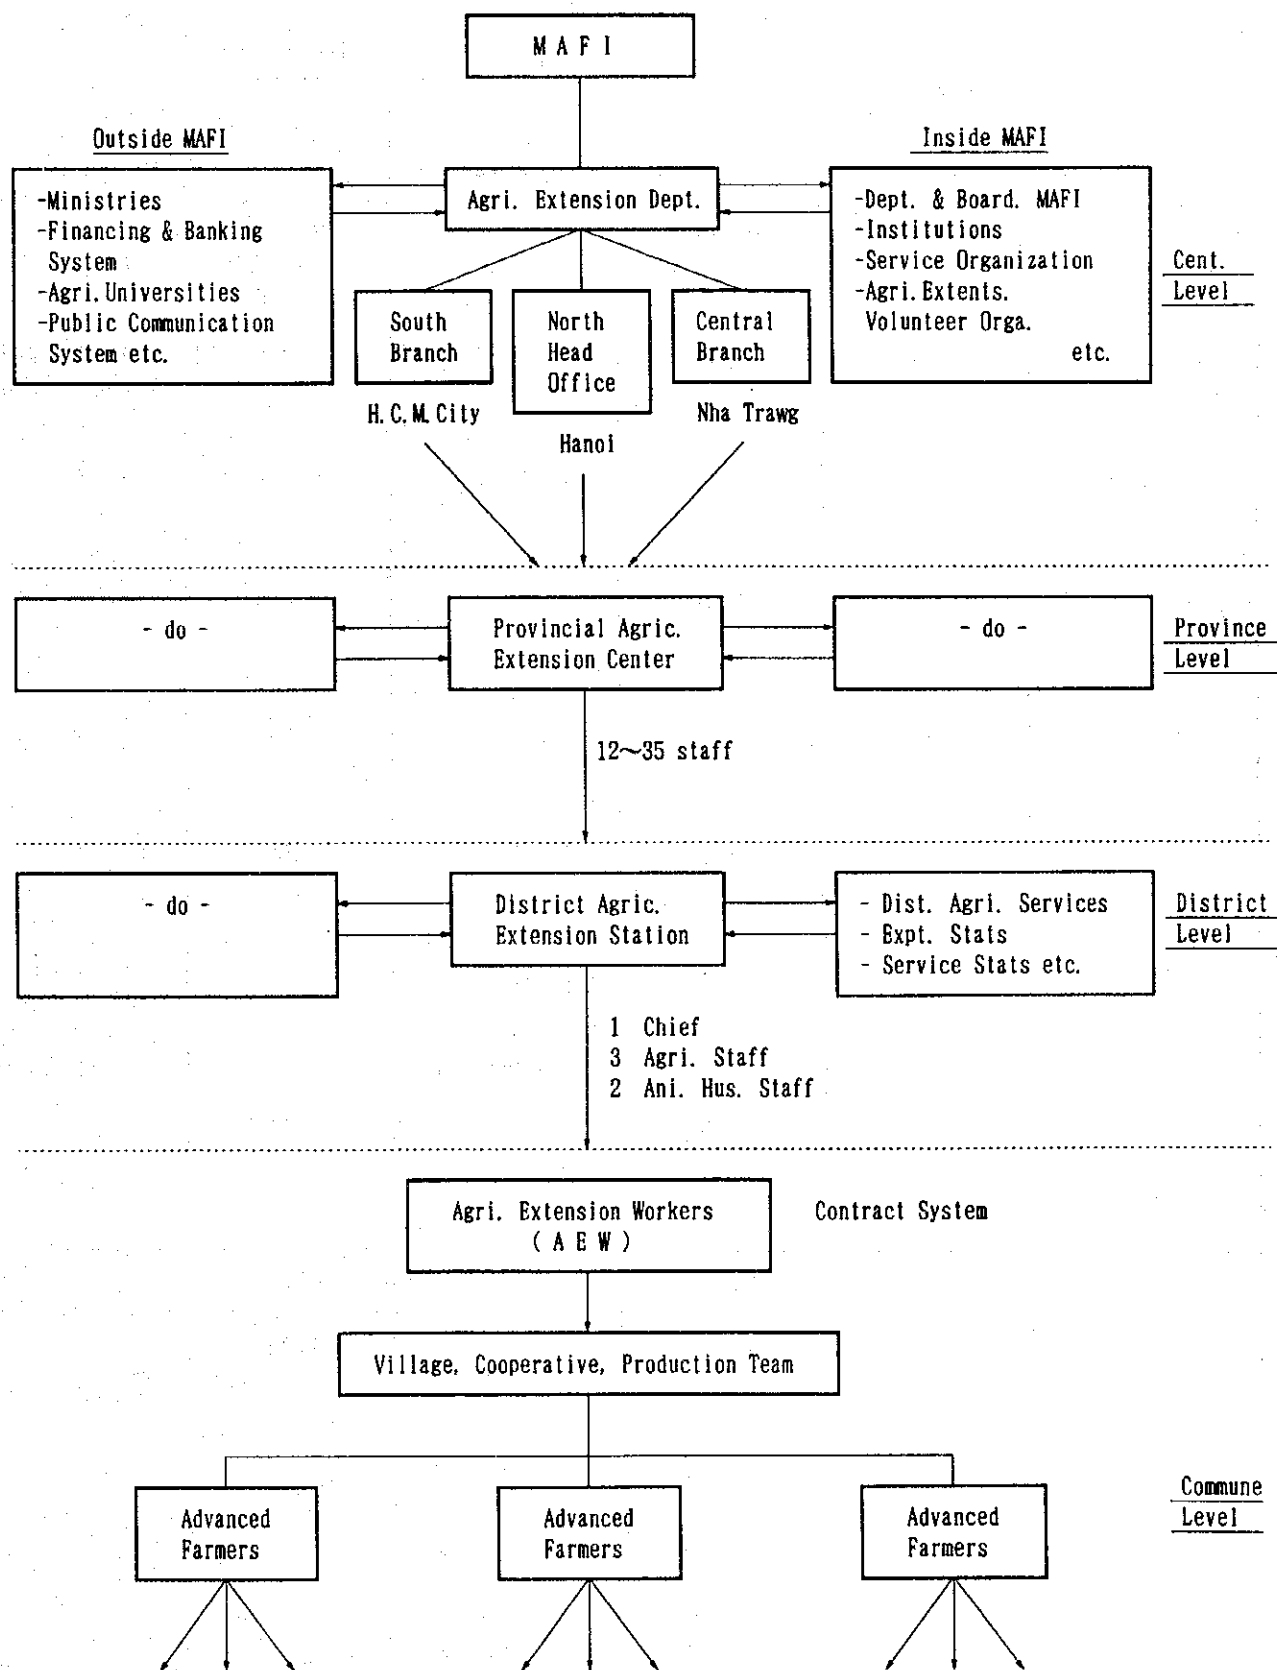 M A F I
Outside MAFI
Inside MAFI
-Ministries
-Financing & Banking
System
-Agri.Universities
-Public Communication
System etc.
Agri. Extension Dept.
-Dept. & Board. MAFI
-Institutions
-Service Organization
-Agri.Extents.
Volunteer Orga.
etc.
Cent.
Level
South
Branch
North
Head
Office
Central
Branch
H.C.M.City
Hanoi
Nha Trawg
- do -
Provincial Agric.
Extension Center
- do -
Province
Level
12~35 staff
- do -
District Agric.
Extension Station
- Dist. Agri. Services
- Expt. Stats
- Service Stats etc.
District
Level
1 Chief
3 Agri. Staff
2 Ani. Hus. Staff
Agri. Extension Workers
( A E W )
Contract System
Village, Cooperative, Production Team
Advanced
Farmers
Advanced
Farmers
Advanced
Farmers
Commune
Level